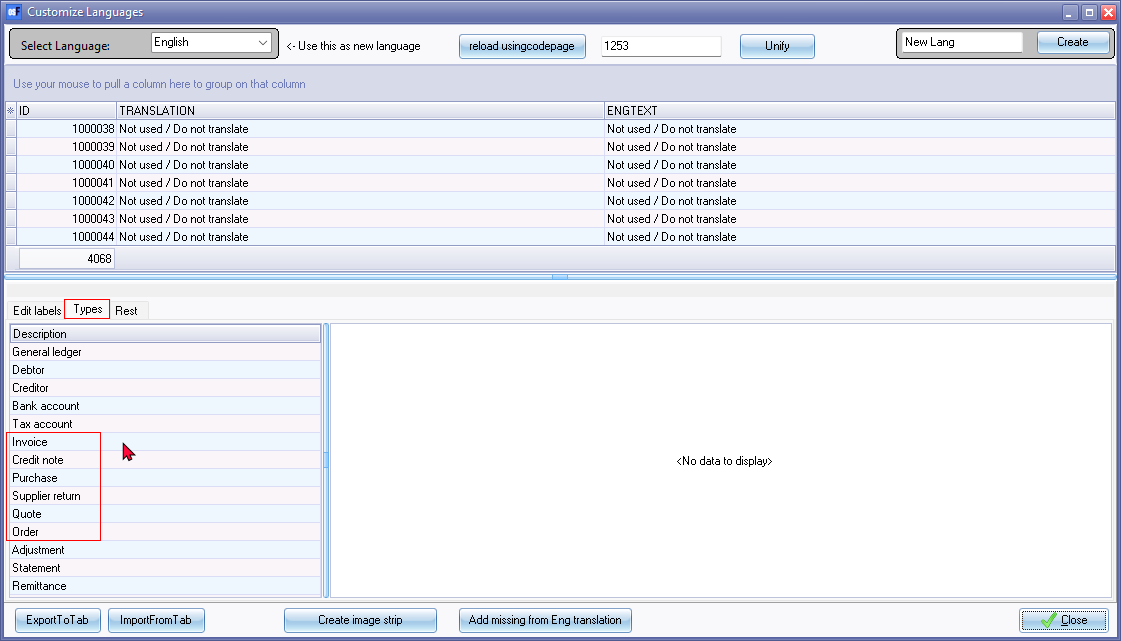 Customize Languages
Select Language: English <- Use this as new language reload usingcodepage 1253 Unify New Lang Create
Use your mouse to pull a column here to group on that column
ID TRANSLATION ENGTEXT
1000038 Not used / Do not translate Not used / Do not translate
1000039 Not used / Do not translate Not used / Do not translate
1000040 Not used / Do not translate Not used / Do not translate
1000041 Not used / Do not translate Not used / Do not translate
1000042 Not used / Do not translate Not used / Do not translate
1000043 Not used / Do not translate Not used / Do not translate
1000044 Not used / Do not translate Not used / Do not translate
4068
Edit labels Types Rest
Description
General ledger
Debtor
Creditor
Bank account
Tax account
Invoice
Credit note
<No data to display>
Purchase
Supplier return
Quote
Order
Adjustment
Statement
Remittance
ExportToTab ImportFromTab Create image strip Add missing from Eng translation Close